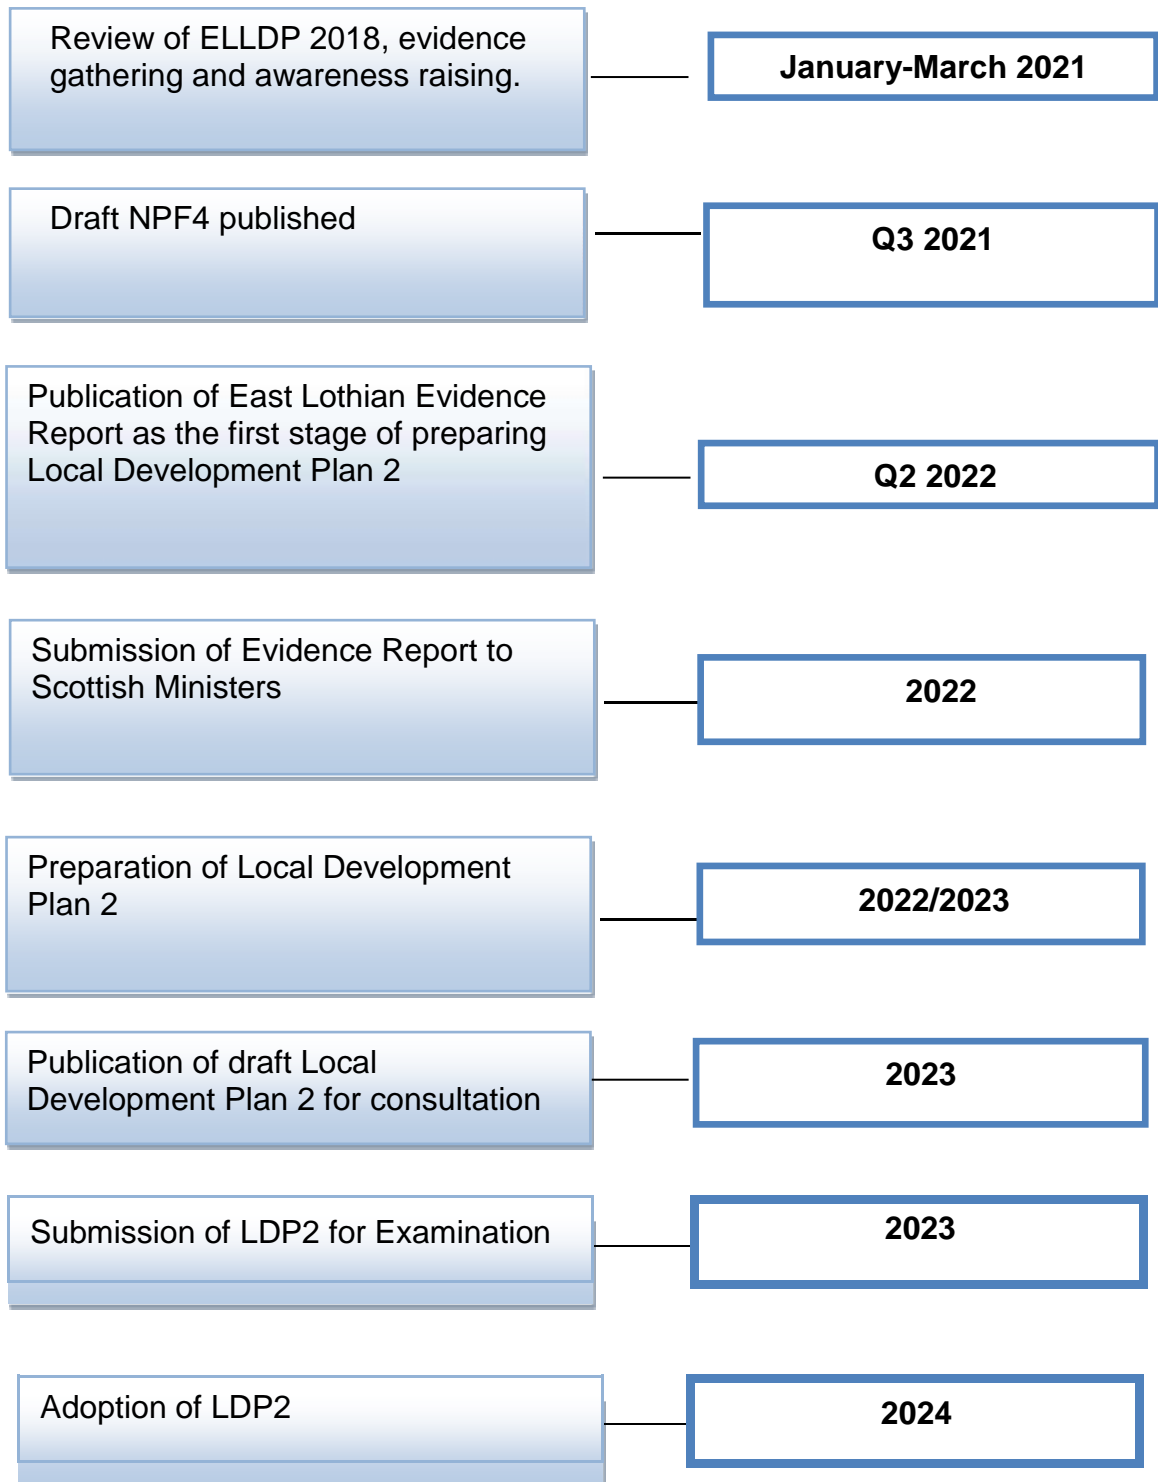 Review of ELLDP 2018, evidence
gathering and awareness raising.
January-March 2021
Draft NPF4 published
Q3 2021
Publication of East Lothian Evidence
Report as the first stage of preparing
Local Development Plan 2
Q2 2022
Submission of Evidence Report to
Scottish Ministers
2022
Preparation of Local Development
Plan 2
2022/2023
Publication of draft Local
Development Plan 2 for consultation
2023
Submission of LDP2 for Examination
2023
Adoption of LDP2
2024